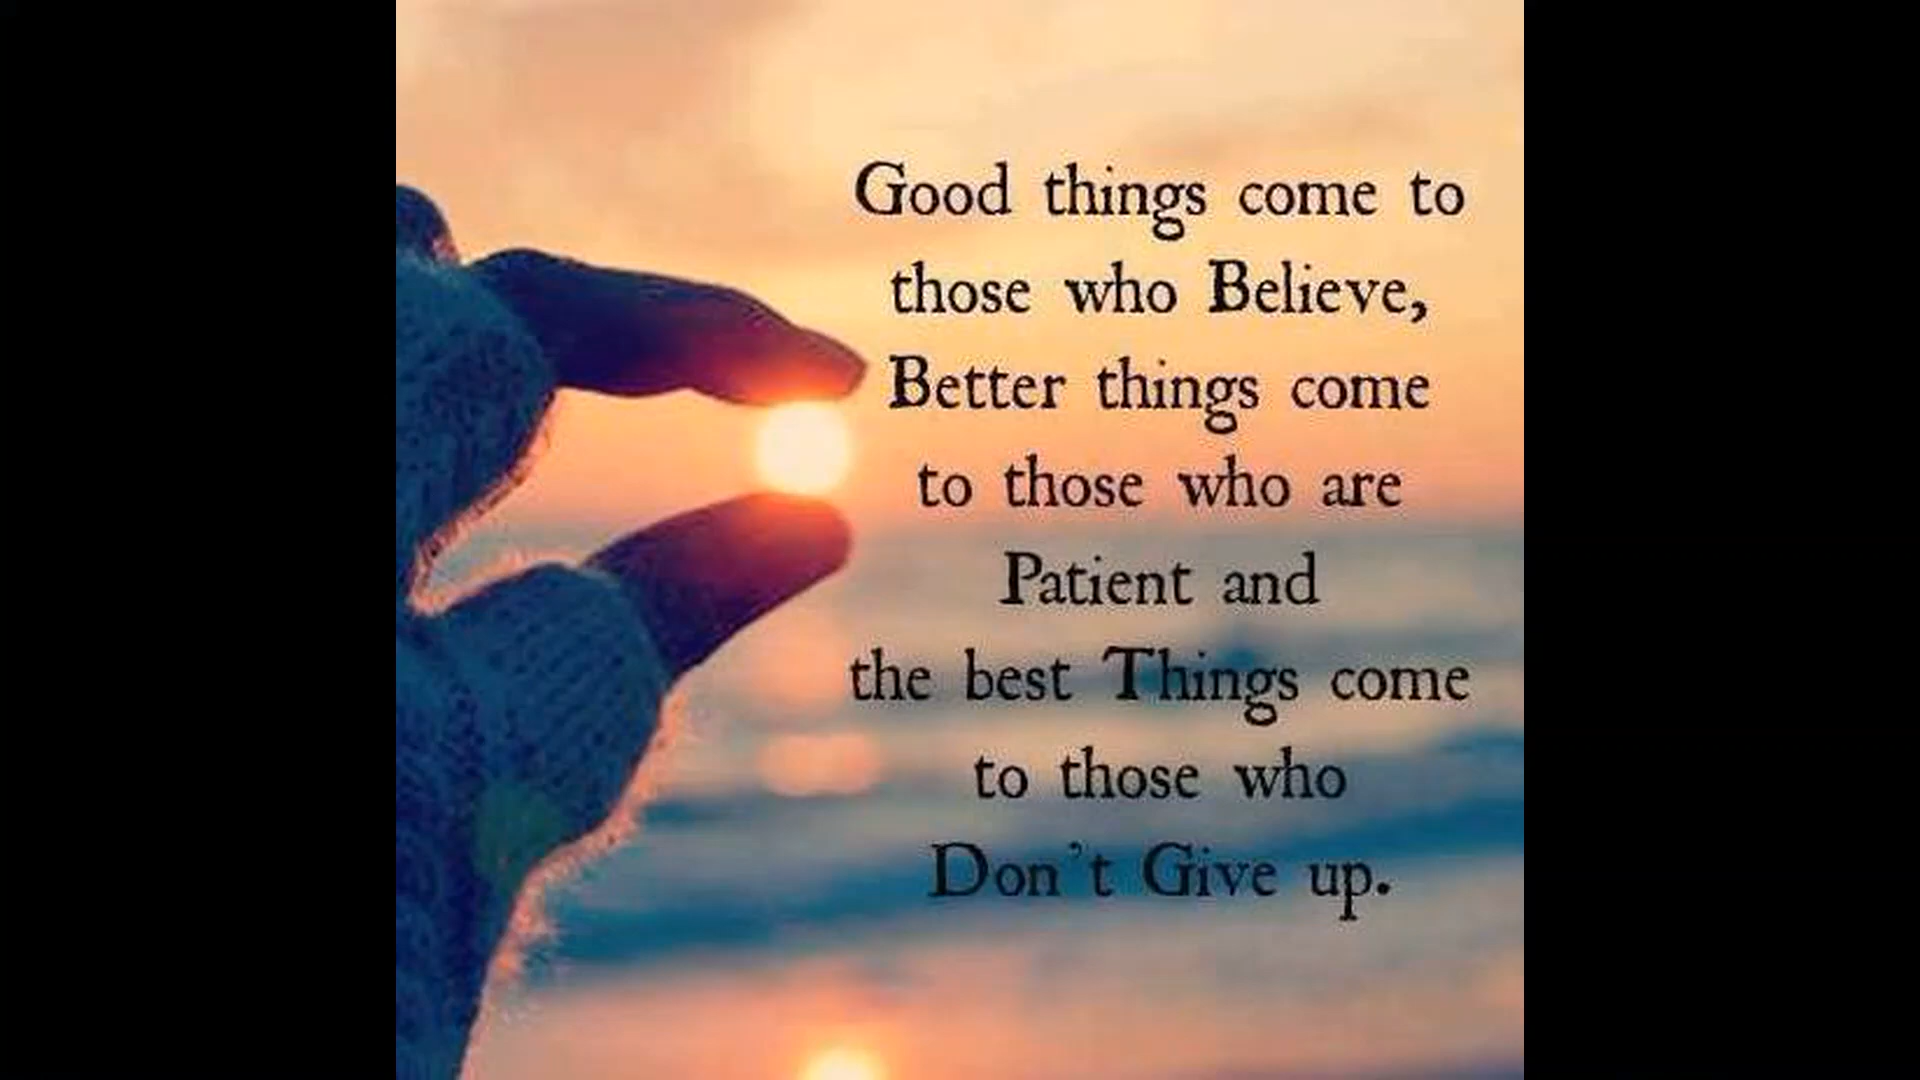 Good things come to
those who Believe,
Better things come
to those who are
Patient and
the best Things come
to those who
Don't Give up.